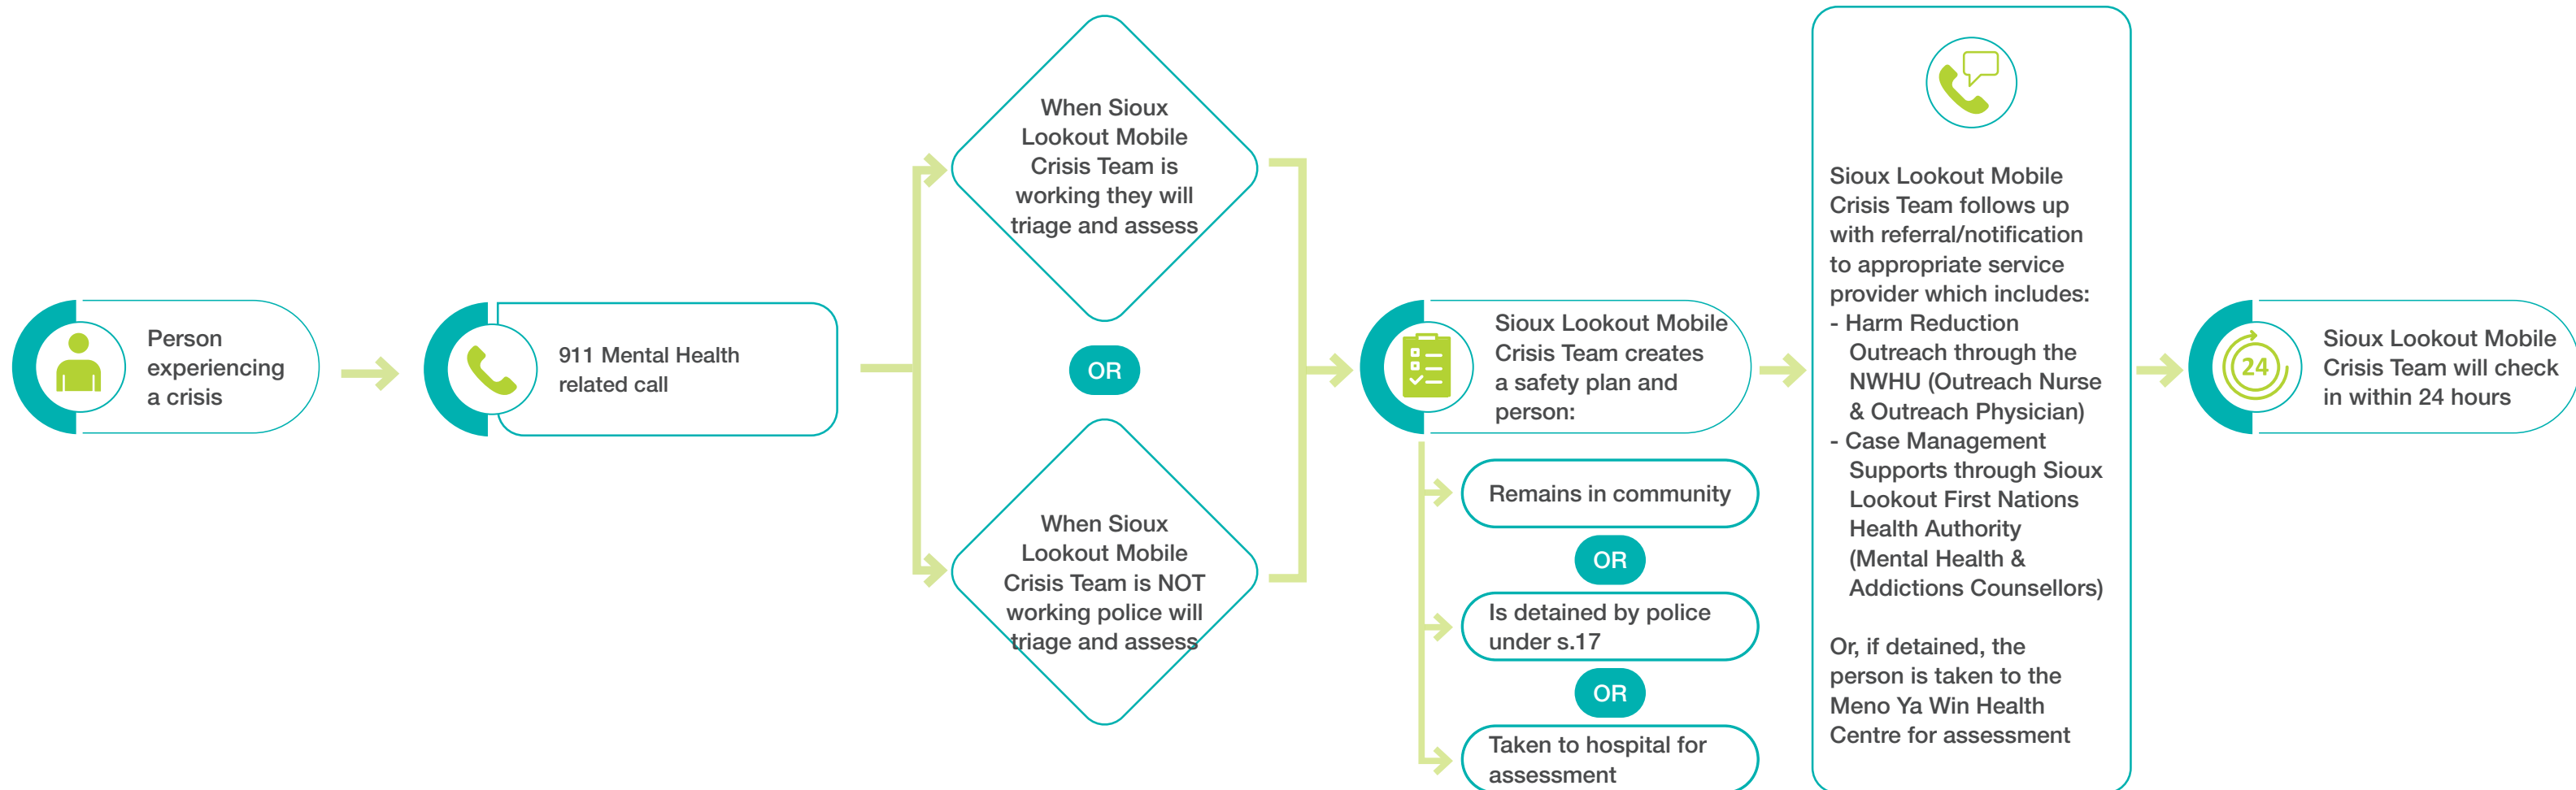 Person
experiencing
a crisis
911 Mental Health
related call
When Sioux
Lookout Mobile
Crisis Team is
working they will
triage and assess
OR
When Sioux
Lookout Mobile
Crisis Team is NOT
working police will
triage and assess
Sioux Lookout Mobile
Crisis Team creates
a safety plan and
person:
Remains in community
OR
Is detained by police
under s.17
OR
Taken to hospital for
assessment
Sioux Lookout Mobile
Crisis Team follows up
with referral/notification
to appropriate service
provider which includes:
- Harm Reduction
Outreach through the
NWHU (Outreach Nurse
& Outreach Physician)
- Case Management
Supports through Sioux
Lookout First Nations
Health Authority
(Mental Health &
Addictions Counsellors)
Or, if detained, the
person is taken to the
Meno Ya Win Health
Centre for assessment
24
Sioux Lookout Mobile
Crisis Team will check
in within 24 hours